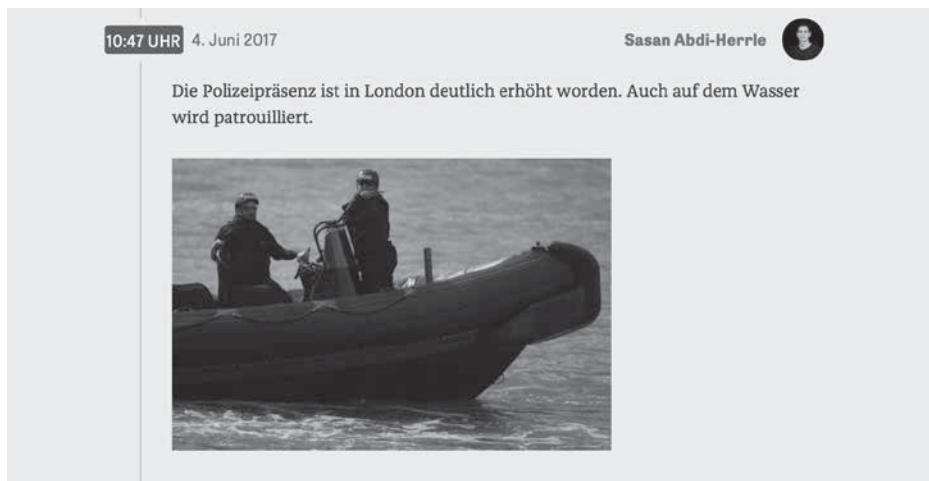 10:47 UHR 4. Juni 2017 Sasan Abdi-Herrle
Die Polizeipräsenz ist in London deutlich erhöht worden. Auch auf dem Wasser
wird patrouilliert.